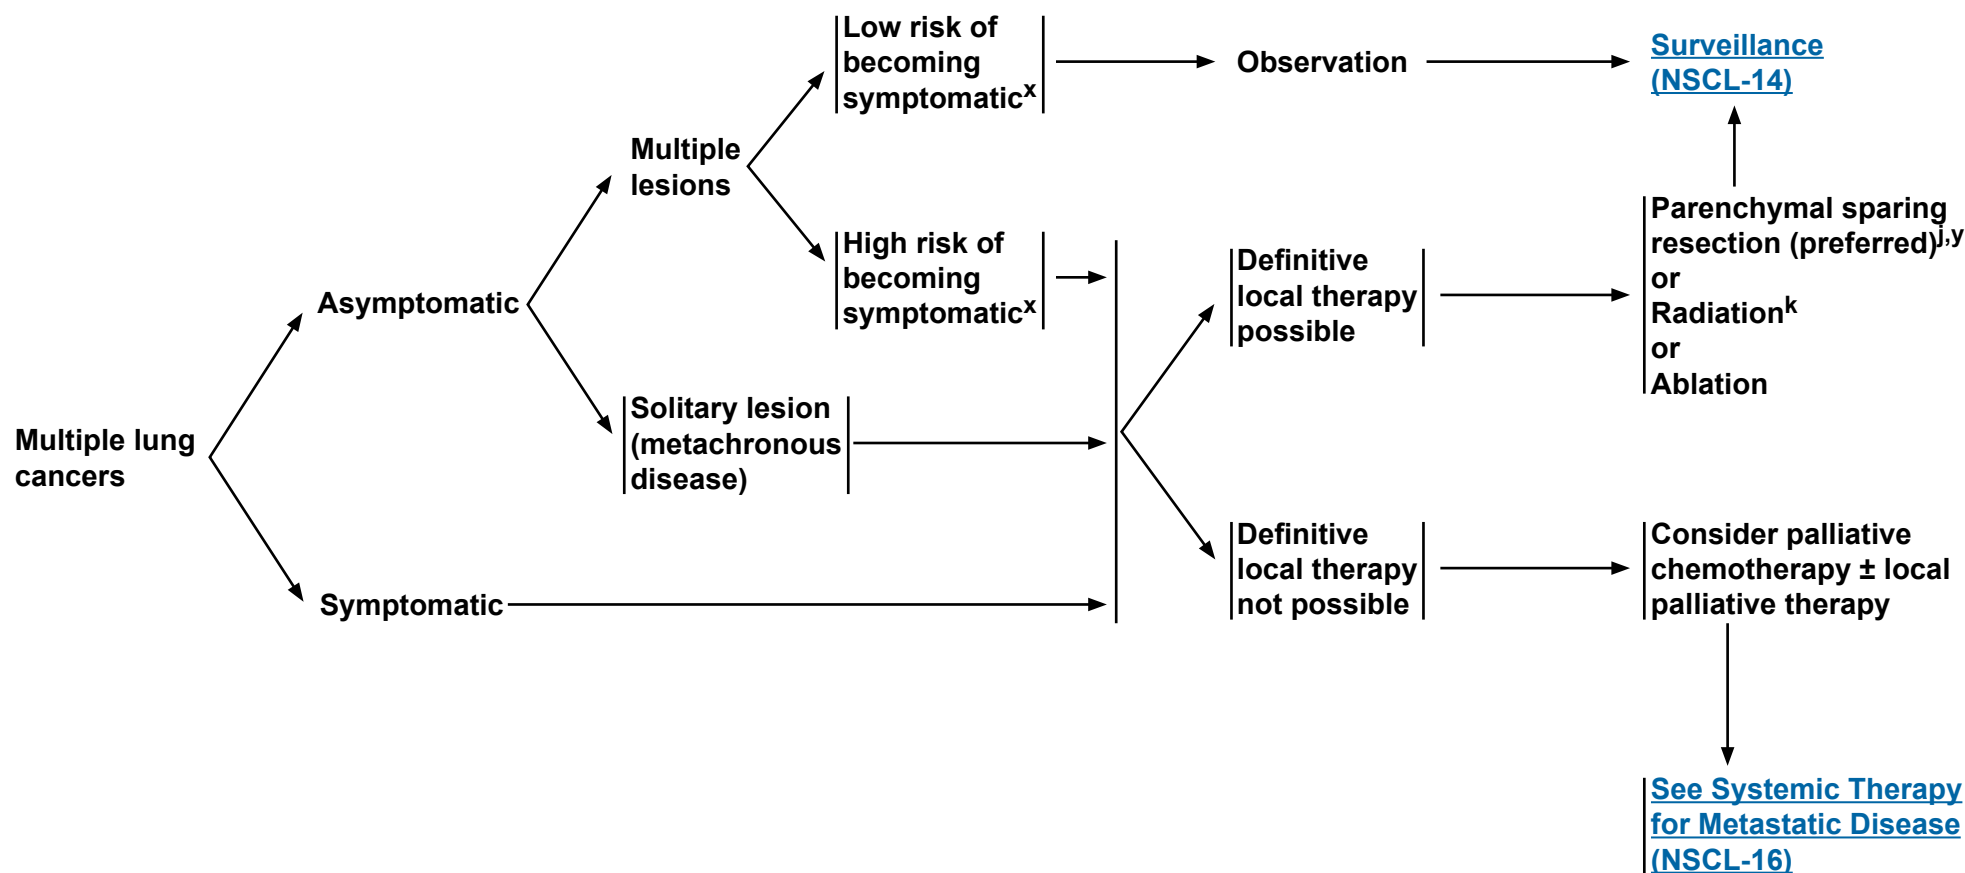 Multiple lung
cancers
Asymptomatic
Symptomatic
Multiple
lesions
Solitary lesion
(metachronous
disease)
Low risk of
becoming
symptomaticˣ
High risk of
becoming
symptomaticˣ
Observation
Definitive
local therapy
possible
Definitive
local therapy
not possible
Surveillance
(NSCL-14)
Parenchymal sparing
resection (preferred)ʲ,ʸ
or
Radiationᵏ
or
Ablation
Consider palliative
chemotherapy ± local
palliative therapy
See Systemic Therapy
for Metastatic Disease
(NSCL-16)